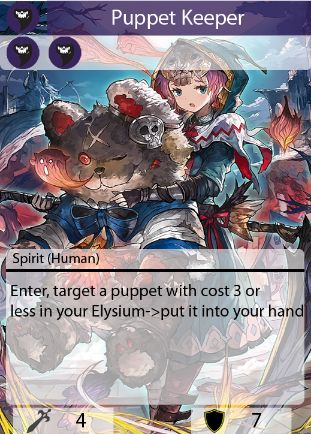 Puppet Keeper
Spirit (Human)
Enter, target a puppet with cost 3 or
less in your Elysium->put it into your hand
4
7